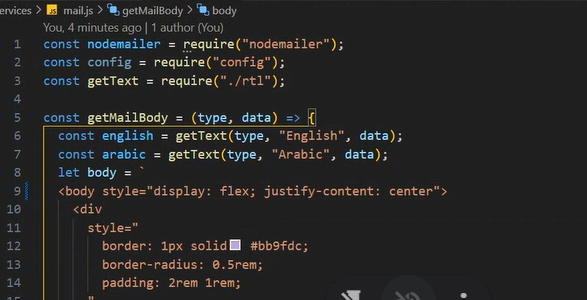 ervices > JS mail.js > getMailBody > body
You, 4 minutes ago | 1 author (You)
1 const nodemailer = require("nodemailer");
2 const config = require("config");
3 const getText = require("./rtl");
4
5 const getMailBody = (type, data) => {
6 const english = getText(type, "English", data);
7 const arabic = getText(type, "Arabic", data);
8 let body = `
9 <body style="display: flex; justify-content: center">
10 <div
11 style="
12 border: 1px solid #bb9fdc;
13 border-radius: 0.5rem;
14 padding: 2rem 1rem;
15 "